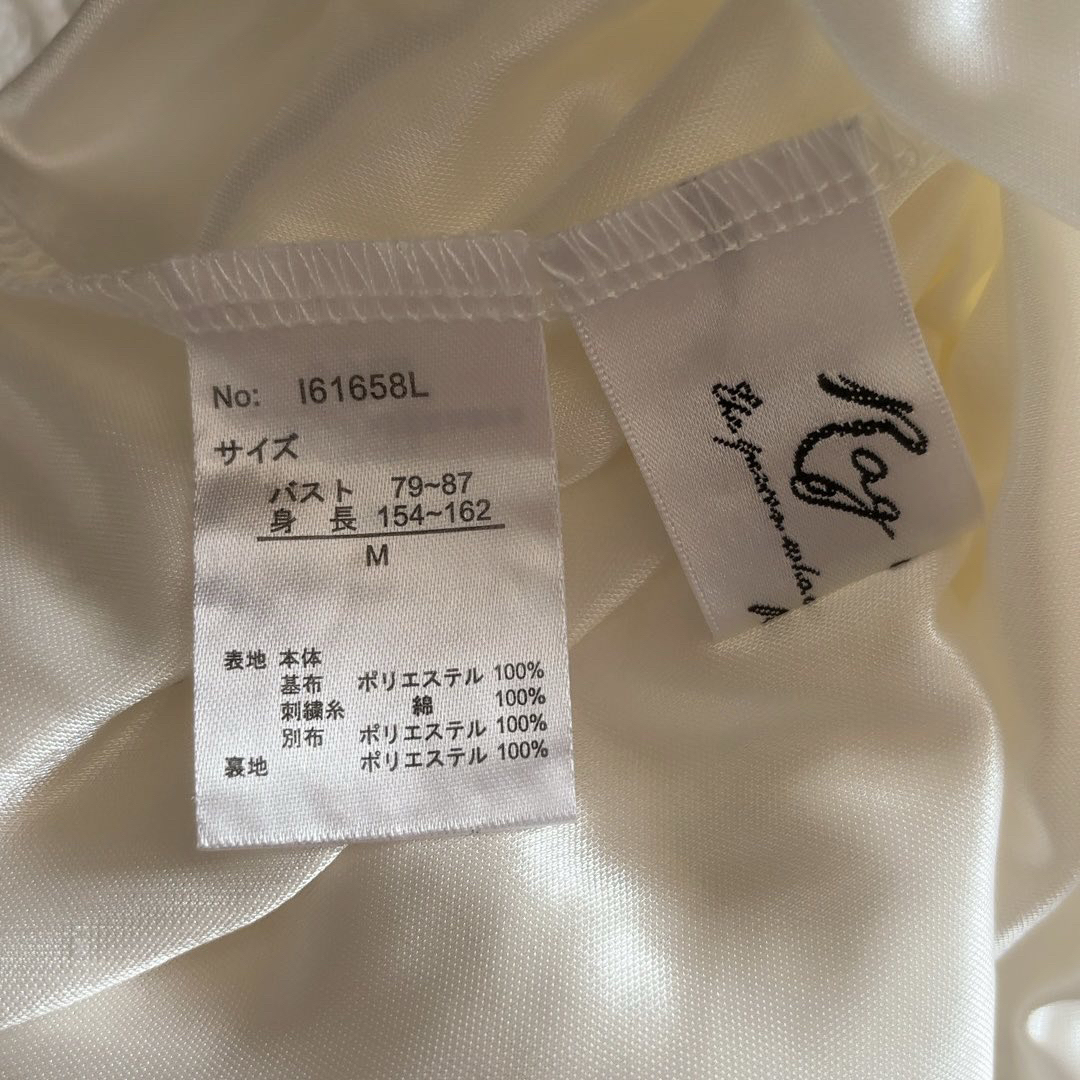 No: I61658L
サイズ
バスト 79~87
身 長 154~162
M
表地 本体
基布 ポリエステル 100%
刺繍糸 綿 100%
別布 ポリエステル 100%
裏地 ポリエステル 100%